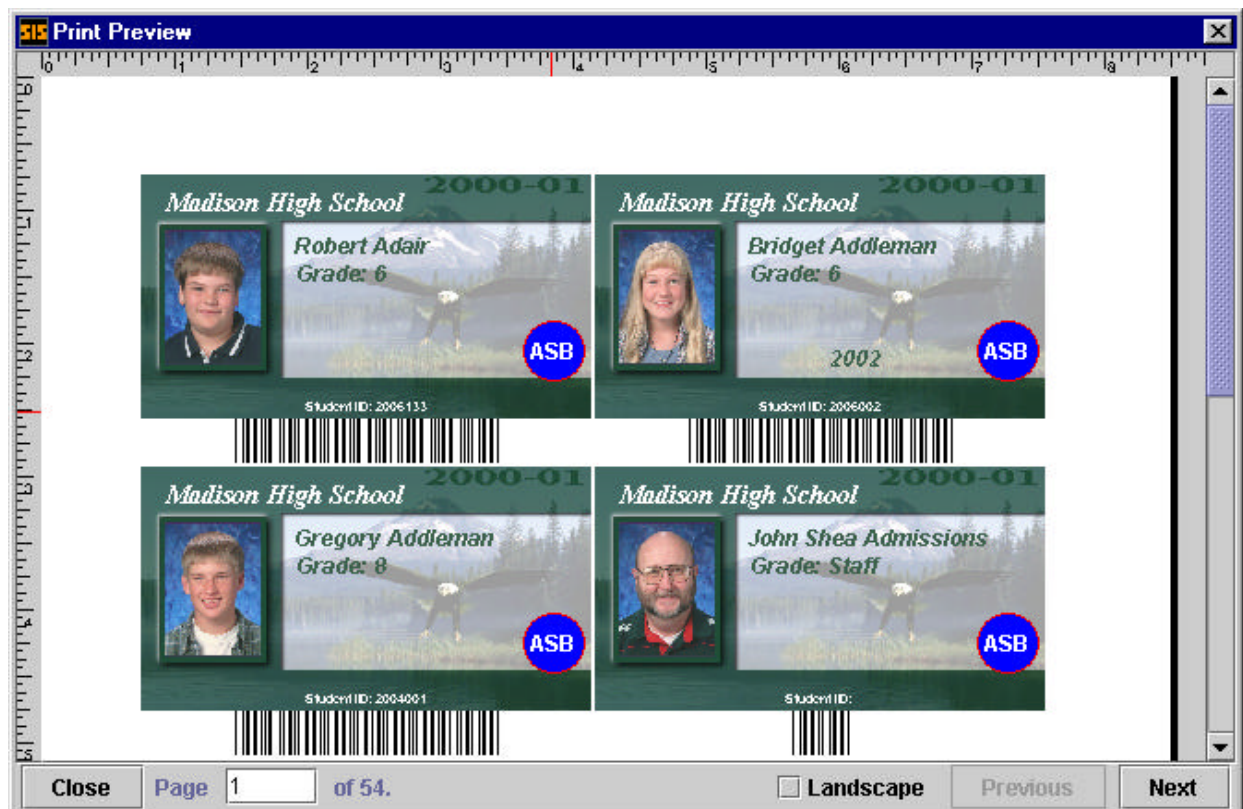 SIS Print Preview
0 1 2 3 4 5 6 7 8
0
1
2
3
4
5
2000-01
Madison High School
Robert Adair
Grade: 6
ASB
Student ID: 2006133
2000-01
Madison High School
Bridget Addleman
Grade: 6
2002
ASB
Student ID: 2006002
2000-01
Madison High School
Gregory Addleman
Grade: 8
ASB
Student ID: 2004001
2000-01
Madison High School
John Shea Admissions
Grade: Staff
ASB
Student ID:
Close Page 1 of 54. Landscape Previous Next